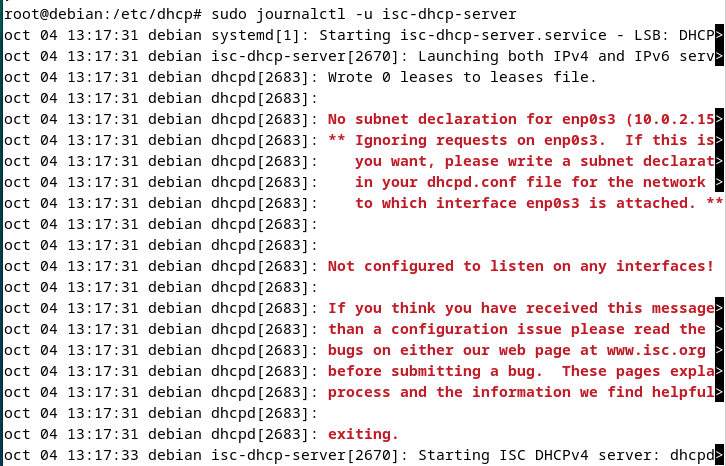 root@debian:/etc/dhcp# sudo journalctl -u isc-dhcp-server
oct 04 13:17:31 debian systemd[1]: Starting isc-dhcp-server.service - LSB: DHCP>
oct 04 13:17:31 debian isc-dhcp-server[2670]: Launching both IPv4 and IPv6 serv>
oct 04 13:17:31 debian dhcpd[2683]: Wrote 0 leases to leases file.
oct 04 13:17:31 debian dhcpd[2683]:
oct 04 13:17:31 debian dhcpd[2683]: No subnet declaration for enp0s3 (10.0.2.15>
oct 04 13:17:31 debian dhcpd[2683]: ** Ignoring requests on enp0s3.  If this is>
oct 04 13:17:31 debian dhcpd[2683]:    you want, please write a subnet declarat>
oct 04 13:17:31 debian dhcpd[2683]:    in your dhcpd.conf file for the network >
oct 04 13:17:31 debian dhcpd[2683]:    to which interface enp0s3 is attached. **
oct 04 13:17:31 debian dhcpd[2683]:
oct 04 13:17:31 debian dhcpd[2683]:
oct 04 13:17:31 debian dhcpd[2683]: Not configured to listen on any interfaces!
oct 04 13:17:31 debian dhcpd[2683]:
oct 04 13:17:31 debian dhcpd[2683]: If you think you have received this message>
oct 04 13:17:31 debian dhcpd[2683]: than a configuration issue please read the >
oct 04 13:17:31 debian dhcpd[2683]: bugs on either our web page at www.isc.org >
oct 04 13:17:31 debian dhcpd[2683]: before submitting a bug.  These pages expla>
oct 04 13:17:31 debian dhcpd[2683]: process and the information we find helpful>
oct 04 13:17:31 debian dhcpd[2683]:
oct 04 13:17:31 debian dhcpd[2683]: exiting.
oct 04 13:17:33 debian isc-dhcp-server[2670]: Starting ISC DHCPv4 server: dhcpd>